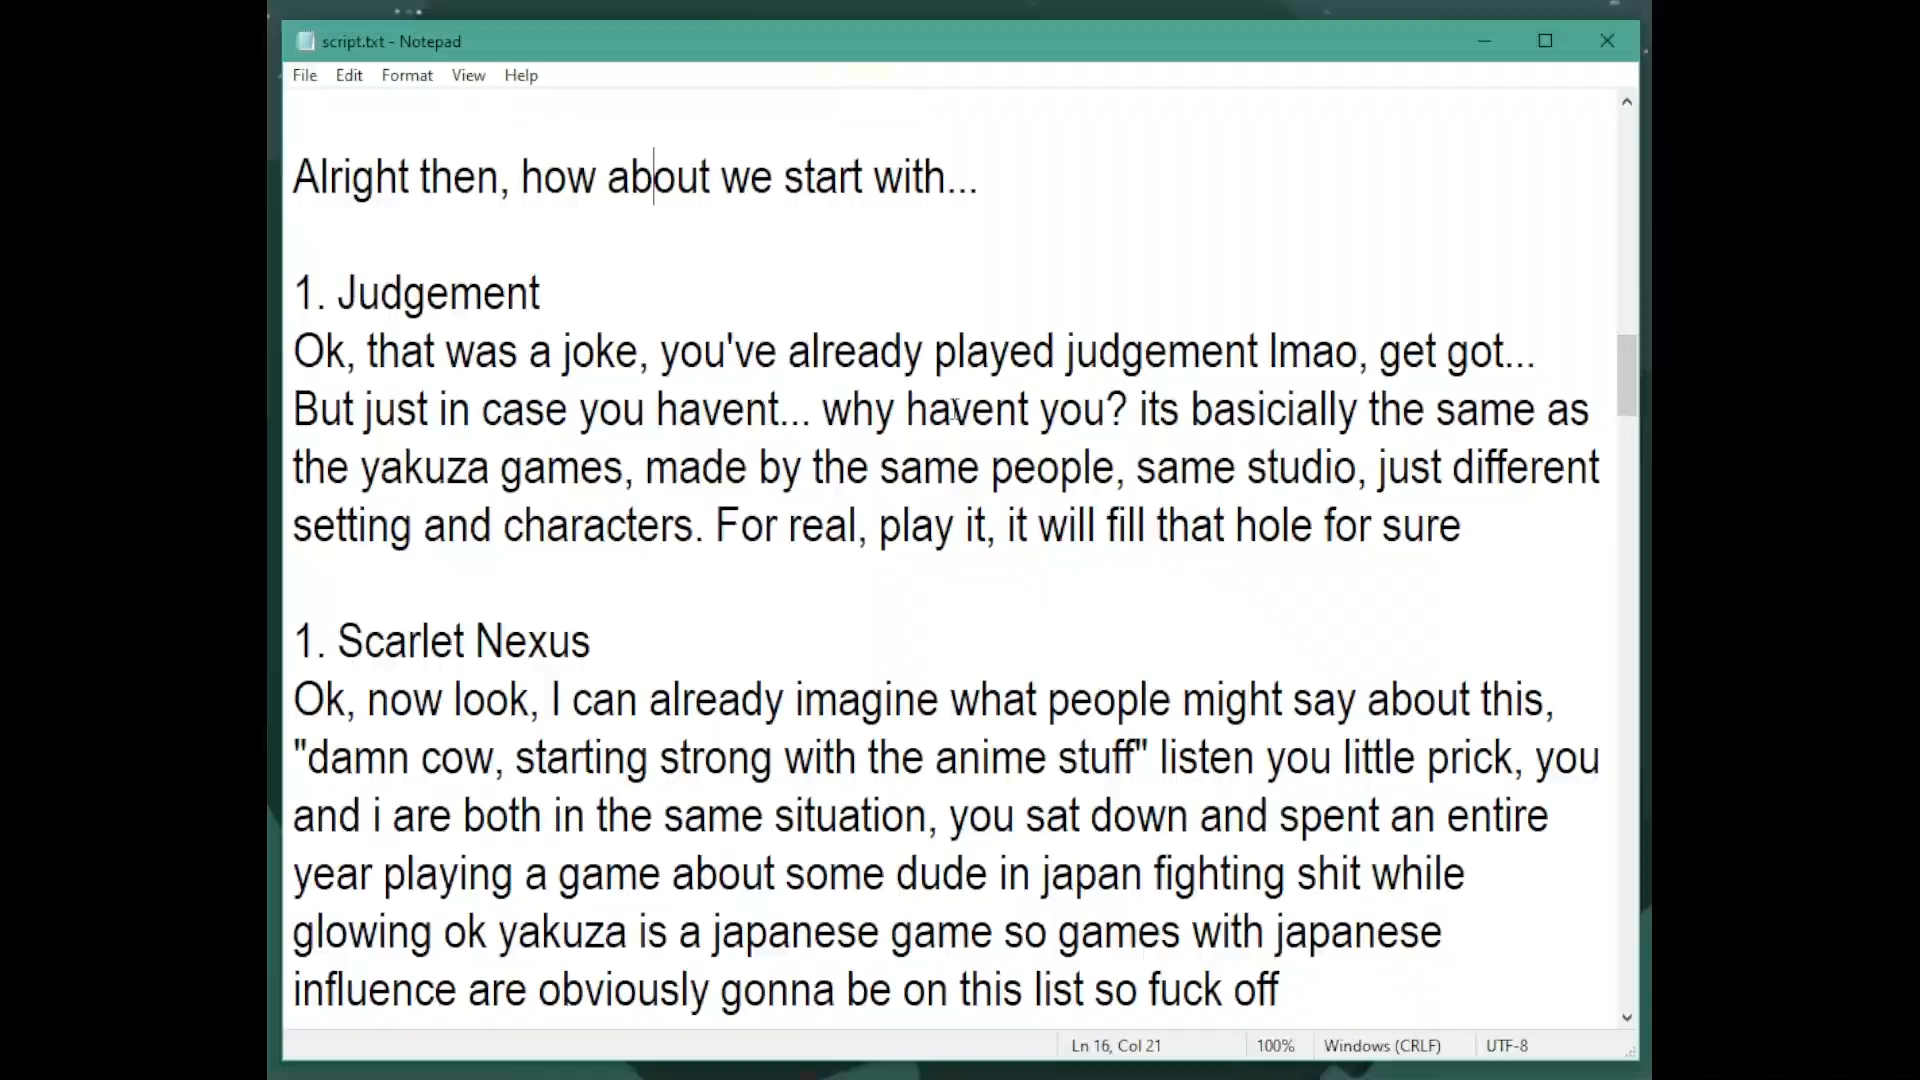 script.txt - Notepad
File Edit Format View Help
Alright then, how about we start with...
1. Judgement
Ok, that was a joke, you've already played judgement lmao, get got...
But just in case you havent... why havent you? its basicially the same as
the yakuza games, made by the same people, same studio, just different
setting and characters. For real, play it, it will fill that hole for sure
1. Scarlet Nexus
Ok, now look, I can already imagine what people might say about this,
"damn cow, starting strong with the anime stuff" listen you little prick, you
and i are both in the same situation, you sat down and spent an entire
year playing a game about some dude in japan fighting shit while
glowing ok yakuza is a japanese game so games with japanese
influence are obviously gonna be on this list so fuck off
Ln 16, Col 21 100% Windows (CRLF) UTF-8